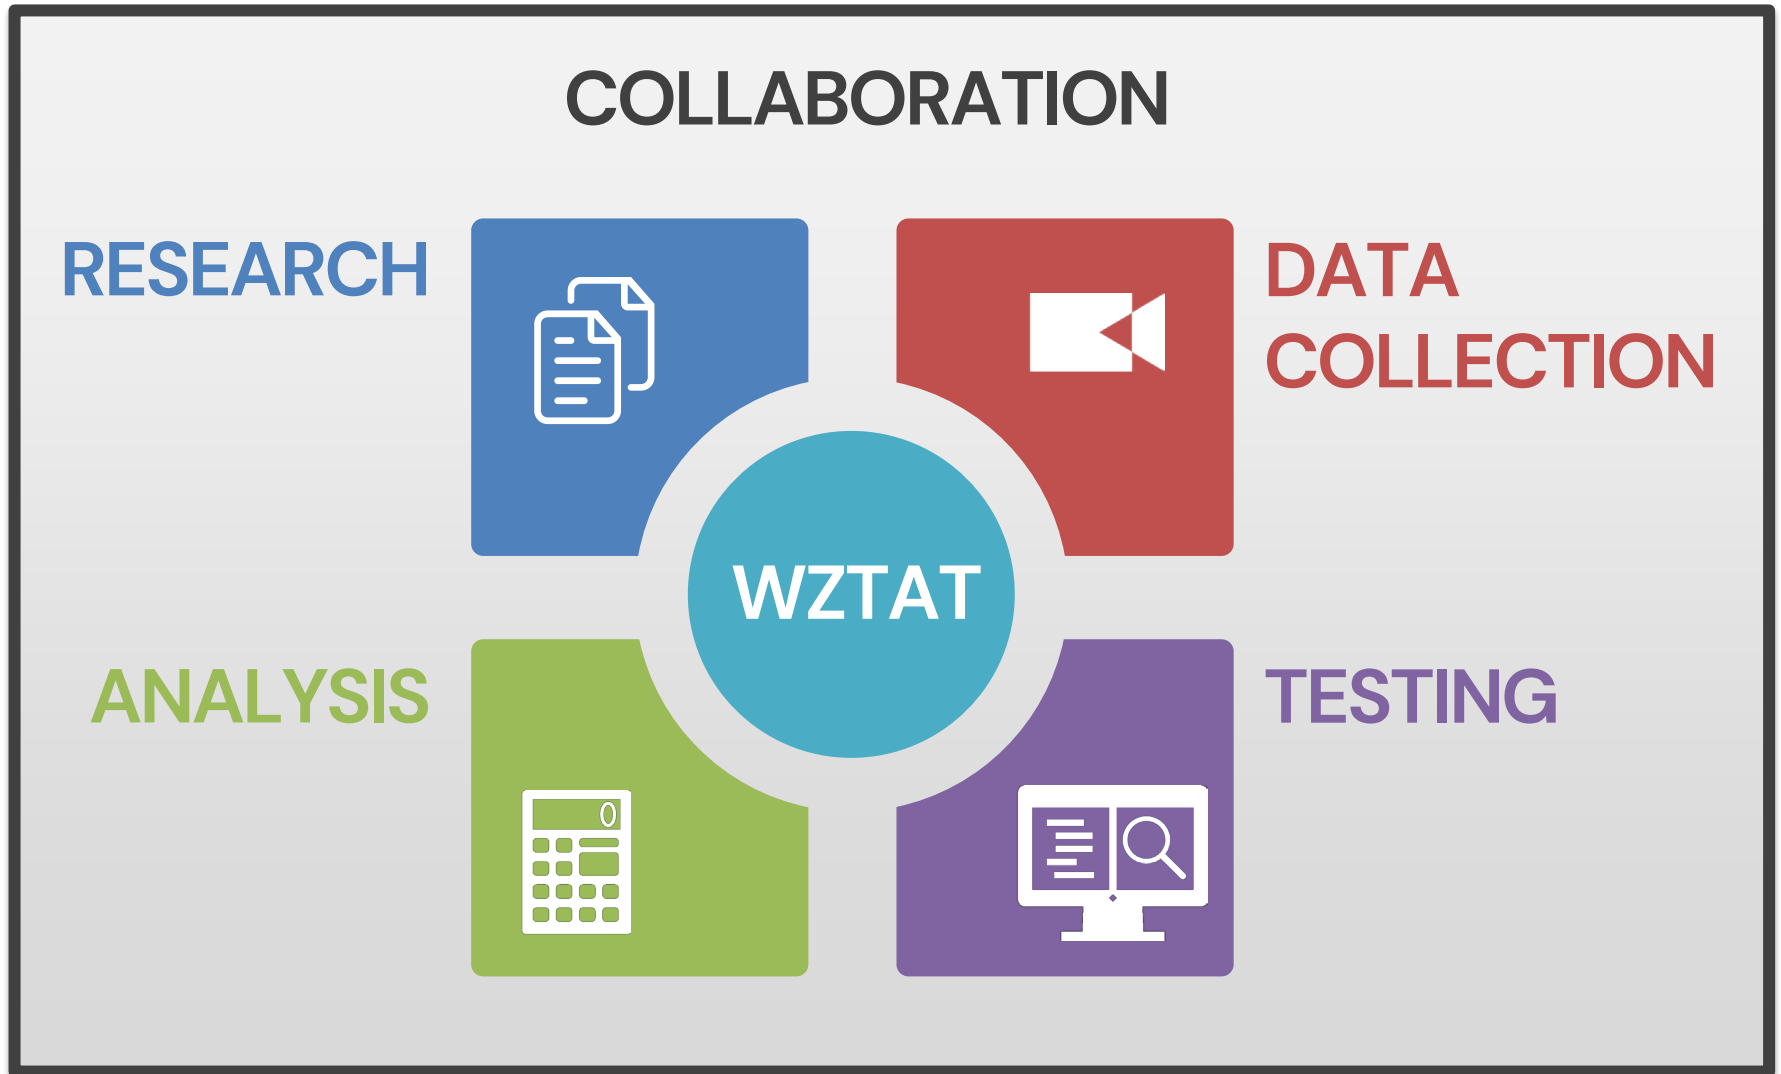 COLLABORATION
RESEARCH
DATA
COLLECTION
WZTAT
ANALYSIS
TESTING
0